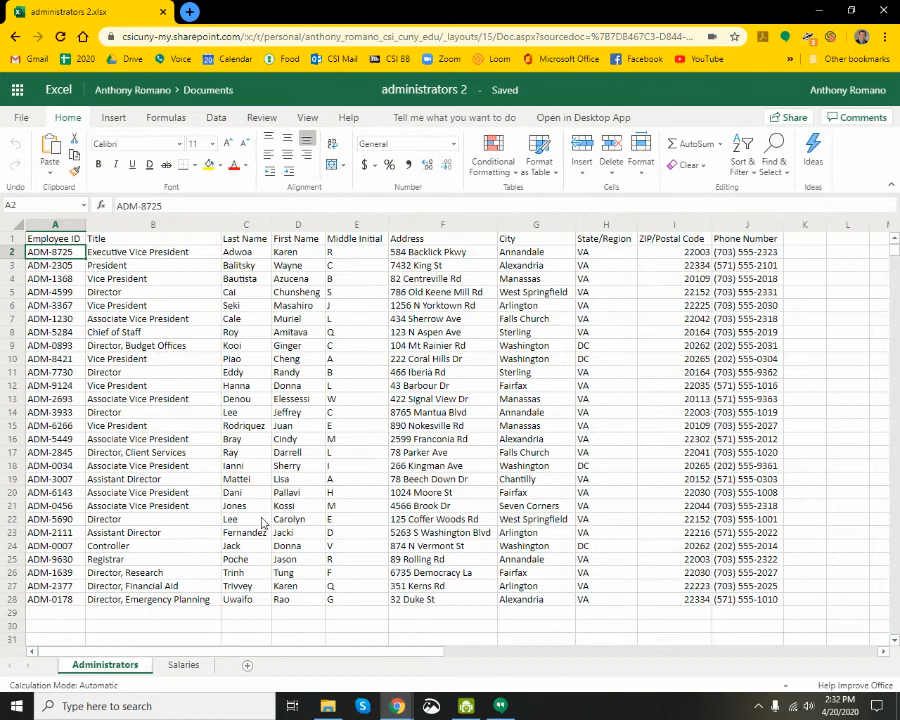 administrators 2.xlsx
csicuny-my.sharepoint.com/:x:/r/personal/anthony_romano_csi_cuny_edu/_layouts/15/Doc.aspx?sourcedoc=%7B7DB467C3-D844-...
Gmail 2020 Drive Voice Calendar Food CSI Mail CSI BB Zoom Loom Microsoft Office Facebook YouTube » Other bookmarks
Excel Anthony Romano > Documents administrators 2 - Saved Anthony Romano
File Home Insert Formulas Data Review View Help Tell me what you want to do Open in Desktop App Share Comments
Calibri 11 General AutoSum
Paste B I U D ab A $ % Conditional Formatting Format as Table Insert Delete Format Clear Sort & Filter Find & Select Ideas
Undo Clipboard Font Alignment Number Tables Cells Editing Ideas
A2 fx ADM-8725
A B C D E F G H I J K L M
1 Employee ID Title Last Name First Name Middle Initial Address City State/Region ZIP/Postal Code Phone Number
2 ADM-8725 Executive Vice President Adwoa Karen R 584 Backlick Pkwy Annandale VA 22003 (703) 555-2323
3 ADM-2305 President Balitsky Wayne C 7432 King St Alexandria VA 22334 (571) 555-2101
4 ADM-1368 Vice President Bautista Azucena B 82 Centreville Rd Manassas VA 20109 (703) 555-2018
5 ADM-4599 Director Cai Chunsheng S 786 Old Keene Mill Rd West Springfield VA 22152 (703) 555-2331
6 ADM-3367 Vice President Seki Masahiro J 1256 N Yorktown Rd Arlington VA 22225 (703) 555-2030
7 ADM-1230 Associate Vice President Cale Muriel L 434 Sherrow Ave Falls Church VA 22042 (703) 555-2318
8 ADM-5284 Chief of Staff Roy Amitava Q 123 N Aspen Ave Sterling VA 20164 (703) 555-2019
9 ADM-0893 Director, Budget Offices Kooi Ginger C 104 Mt Rainier Rd Washington DC 20262 (202) 555-2031
10 ADM-8421 Vice President Piao Cheng A 222 Coral Hills Dr Washington DC 20265 (202) 555-0304
11 ADM-7730 Director Eddy Randy B 466 Iberia Rd Sterling VA 20164 (703) 555-9362
12 ADM-9124 Vice President Hanna Donna L 43 Barbour Dr Fairfax VA 22035 (571) 555-1016
13 ADM-2693 Associate Vice President Denou Elessessi W 422 Signal View Dr Manassas VA 20113 (571) 555-9363
14 ADM-3933 Director Lee Jeffrey C 8765 Mantua Blvd Annandale VA 22003 (703) 555-1019
15 ADM-6266 Vice President Rodriquez Juan E 890 Nokesville Rd Manassas VA 20110 (703) 555-1009
16 ADM-5449 Associate Vice President Bray Cindy M 2599 Franconia Rd Alexandria VA 22302 (571) 555-2012
17 ADM-2845 Director, Client Services Ray Darrell L 78 Parker Ave Falls Church VA 22041 (703) 555-1020
18 ADM-0034 Associate Vice President Ianni Sherry I 266 Kingman Ave Washington DC 20265 (202) 555-9361
19 ADM-3007 Assistant Director Mattei Lisa A 78 Beech Down Dr Chantilly VA 20152 (571) 555-0303
20 ADM-6143 Associate Vice President Dani Pallavi H 1024 Moore St Fairfax VA 22030 (571) 555-2011
21 ADM-0456 Associate Vice President Jones Kossi M 4566 Brook Dr Seven Corners VA 22044 (703) 555-2318
22 ADM-5690 Director Lee Carolyn E 125 Coffer Woods Rd West Springfield VA 22152 (703) 555-1001
23 ADM-2111 Assistant Director Fernandez Jacki D 5263 S Washington Blvd Arlington VA 22216 (571) 555-2022
24 ADM-0007 Controller Jack Donna V 874 N Vermont St Washington DC 20262 (202) 555-2014
25 ADM-9630 Registrar Poche Jason R 89 Rolling Rd Annandale VA 22003 (571) 555-2322
26 ADM-1639 Director, Research Trinh Tung F 6735 Democracy La Fairfax VA 22030 (703) 555-2027
27 ADM-2377 Director, Financial Aid Trivvey Karen Q 351 Kerns Rd Arlington VA 22223 (703) 555-2025
28 ADM-0178 Director, Emergency Planning Uwaifo Rao G 32 Duke St Alexandria VA 22334 (571) 555-1010
29
30
31
Administrators Salaries
Calculation Mode: Automatic Help Improve Office
Type here to search 2:32 PM
4/20/2020